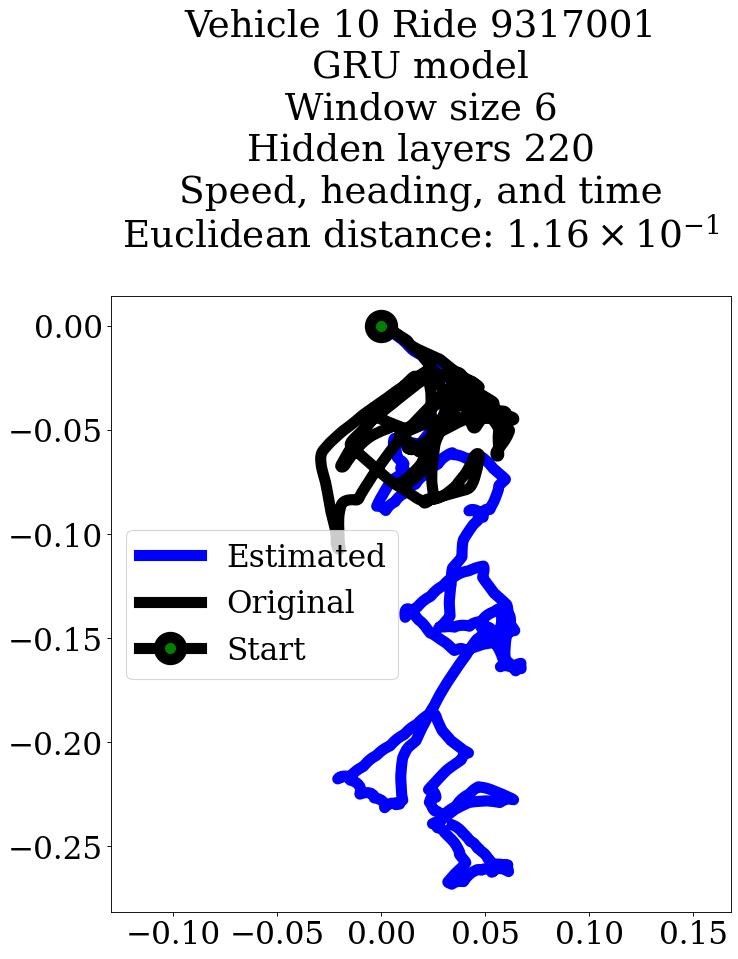 Vehicle 10 Ride 9317001
GRU model
Window size 6
Hidden layers 220
Speed, heading, and time
Euclidean distance: 1.16 × 10⁻¹
0.00
−0.05
−0.10
−0.15
−0.20
−0.25
Estimated
Original
Start
−0.10 −0.05 0.00 0.05 0.10 0.15